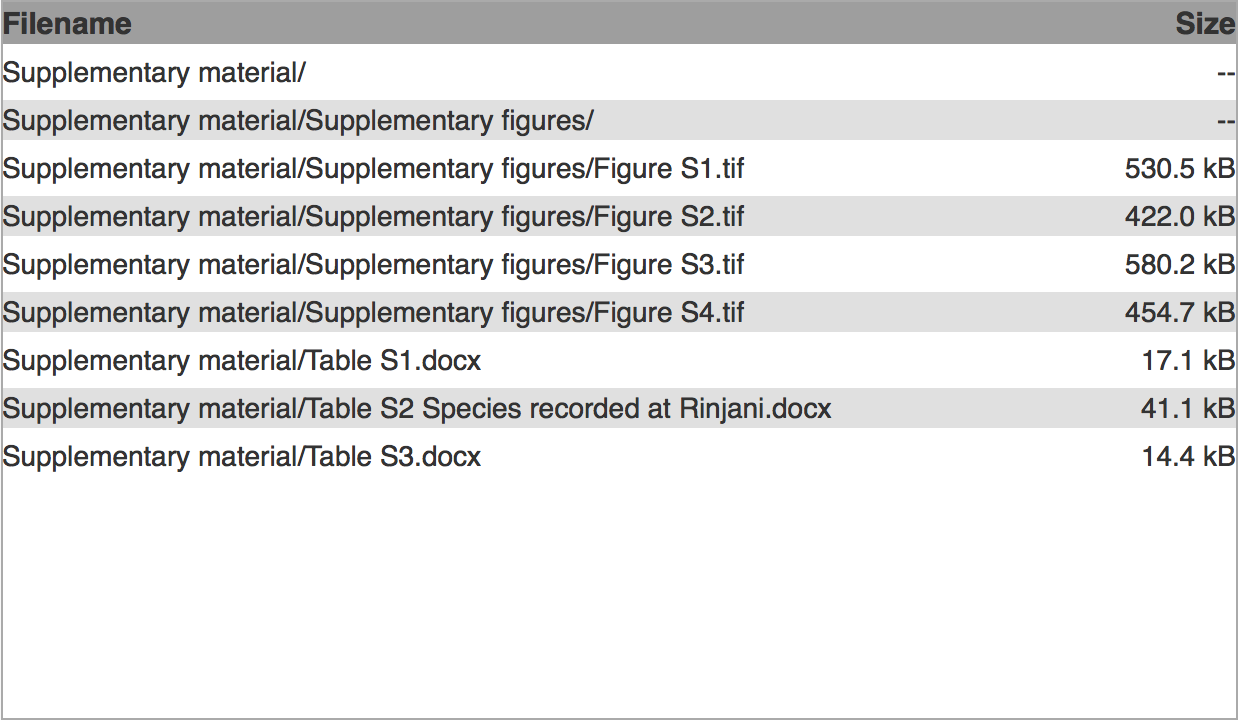 Filename Size
Supplementary material/ --
Supplementary material/Supplementary figures/ --
Supplementary material/Supplementary figures/Figure S1.tif 530.5 kB
Supplementary material/Supplementary figures/Figure S2.tif 422.0 kB
Supplementary material/Supplementary figures/Figure S3.tif 580.2 kB
Supplementary material/Supplementary figures/Figure S4.tif 454.7 kB
Supplementary material/Table S1.docx 17.1 kB
Supplementary material/Table S2 Species recorded at Rinjani.docx 41.1 kB
Supplementary material/Table S3.docx 14.4 kB